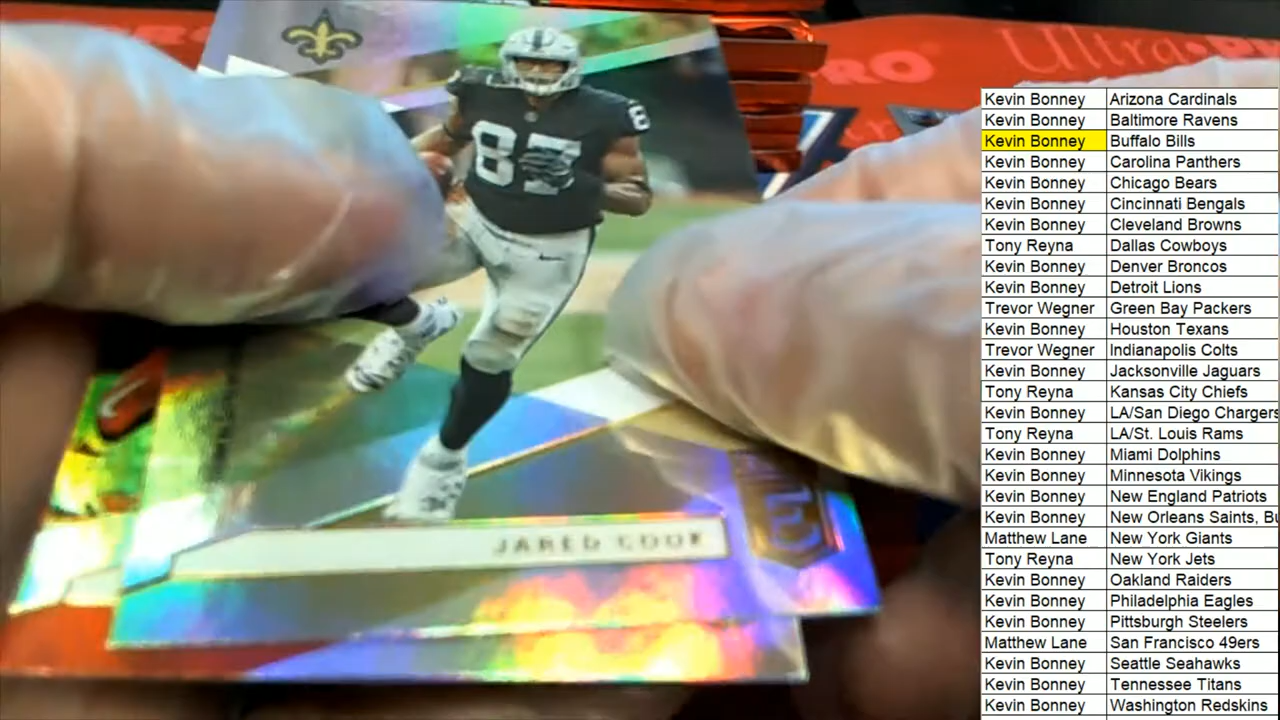 Ultra·PRO
RO
87
JARED COOK
Kevin Bonney Arizona Cardinals
Kevin Bonney Baltimore Ravens
Kevin Bonney Buffalo Bills
Kevin Bonney Carolina Panthers
Kevin Bonney Chicago Bears
Kevin Bonney Cincinnati Bengals
Kevin Bonney Cleveland Browns
Tony Reyna Dallas Cowboys
Kevin Bonney Denver Broncos
Kevin Bonney Detroit Lions
Trevor Wegner Green Bay Packers
Kevin Bonney Houston Texans
Trevor Wegner Indianapolis Colts
Kevin Bonney Jacksonville Jaguars
Tony Reyna Kansas City Chiefs
Kevin Bonney LA/San Diego Chargers
Tony Reyna LA/St. Louis Rams
Kevin Bonney Miami Dolphins
Kevin Bonney Minnesota Vikings
Kevin Bonney New England Patriots
Kevin Bonney New Orleans Saints,
Matthew Lane New York Giants
Tony Reyna New York Jets
Kevin Bonney Oakland Raiders
Kevin Bonney Philadelphia Eagles
Kevin Bonney Pittsburgh Steelers
Matthew Lane San Francisco 49ers
Kevin Bonney Seattle Seahawks
Kevin Bonney Tennessee Titans
Kevin Bonney Washington Redskins